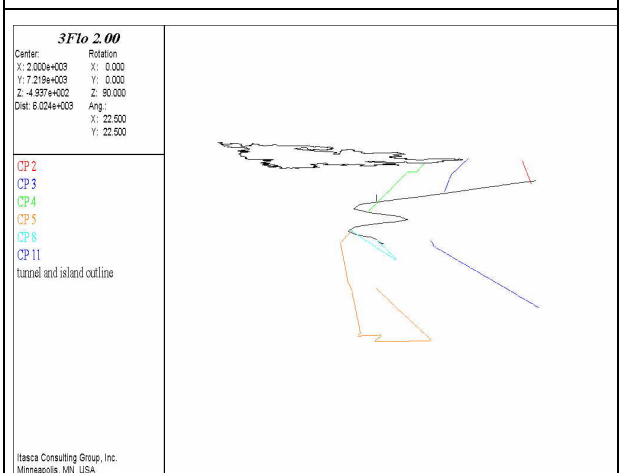 3Flo 2.00
Center: Rotation
X: 2.000e+003 X: 0.000
Y: 7.219e+003 Y: 0.000
Z: -4.937e+002 Z: 90.000
Dist: 6.024e+003 Ang.:
X: 22.500
Y: 22.500
CP 2
CP 3
CP 4
CP 5
CP 8
CP 11
tunnel and island outline
Itasca Consulting Group, Inc.
Minneapolis, MN USA